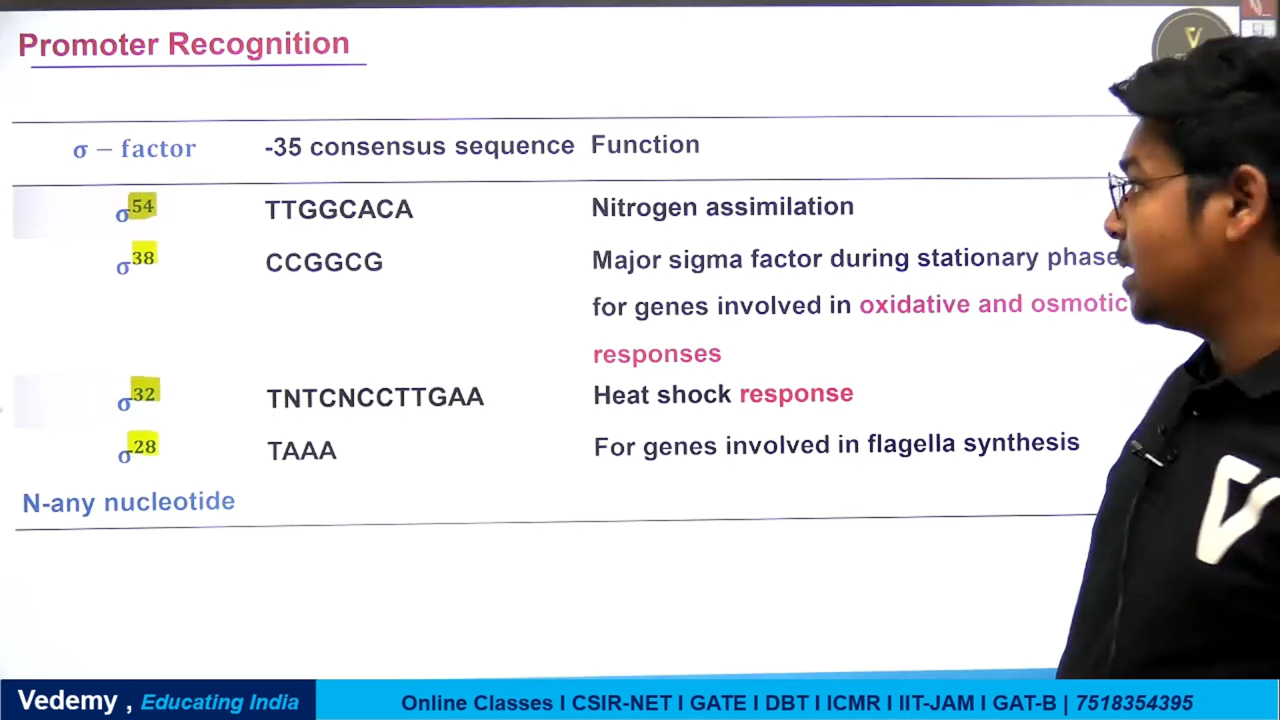 Promoter Recognition
σ – factor -35 consensus sequence Function
σ54 TTGGCACA Nitrogen assimilation
σ38 CCGGCG Major sigma factor during stationary phase,
for genes involved in oxidative and osmotic
responses
σ32 TNTCNCCTTGAA Heat shock response
σ28 TAAA For genes involved in flagella synthesis
N-any nucleotide
Vedemy , Educating India Online Classes I CSIR-NET I GATE I DBT I ICMR I IIT-JAM I GAT-B | 7518354395